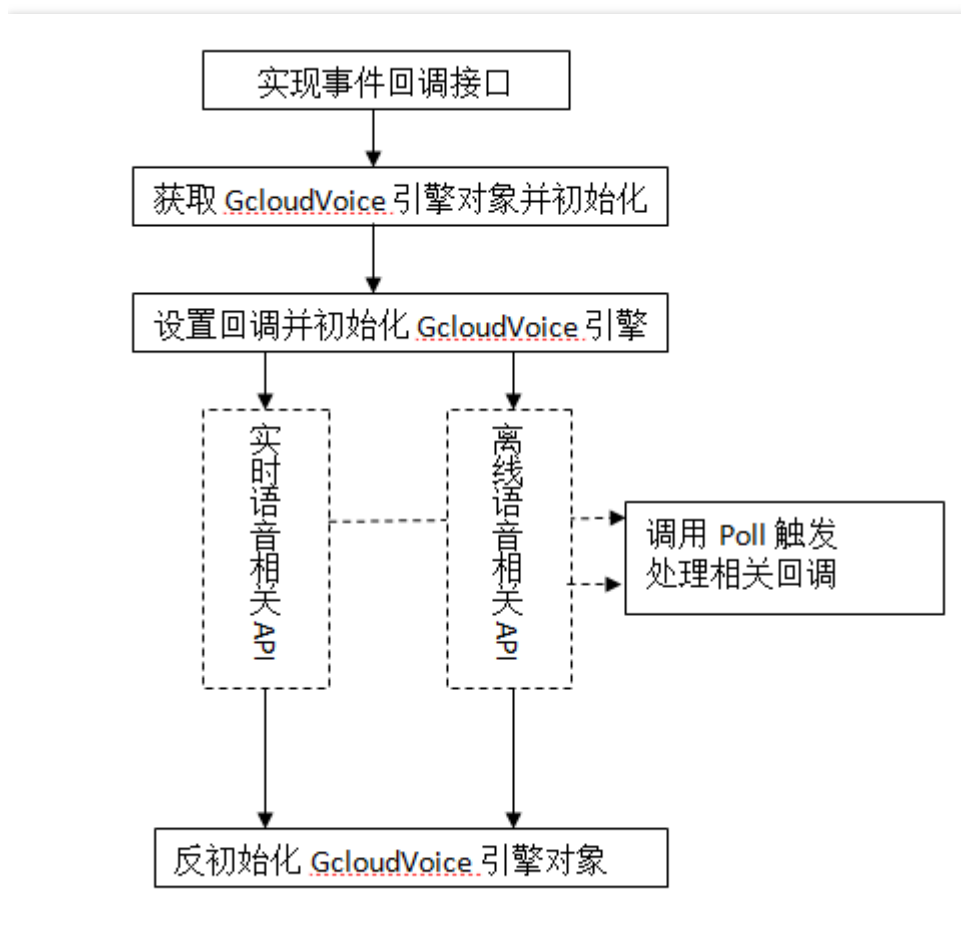 实现事件回调接口
获取 GcloudVoice 引擎对象并初始化
设置回调并初始化 GcloudVoice 引擎
实时语音相关API
离线语音相关API
调用 Poll 触发
处理相关回调
反初始化 GcloudVoice 引擎对象